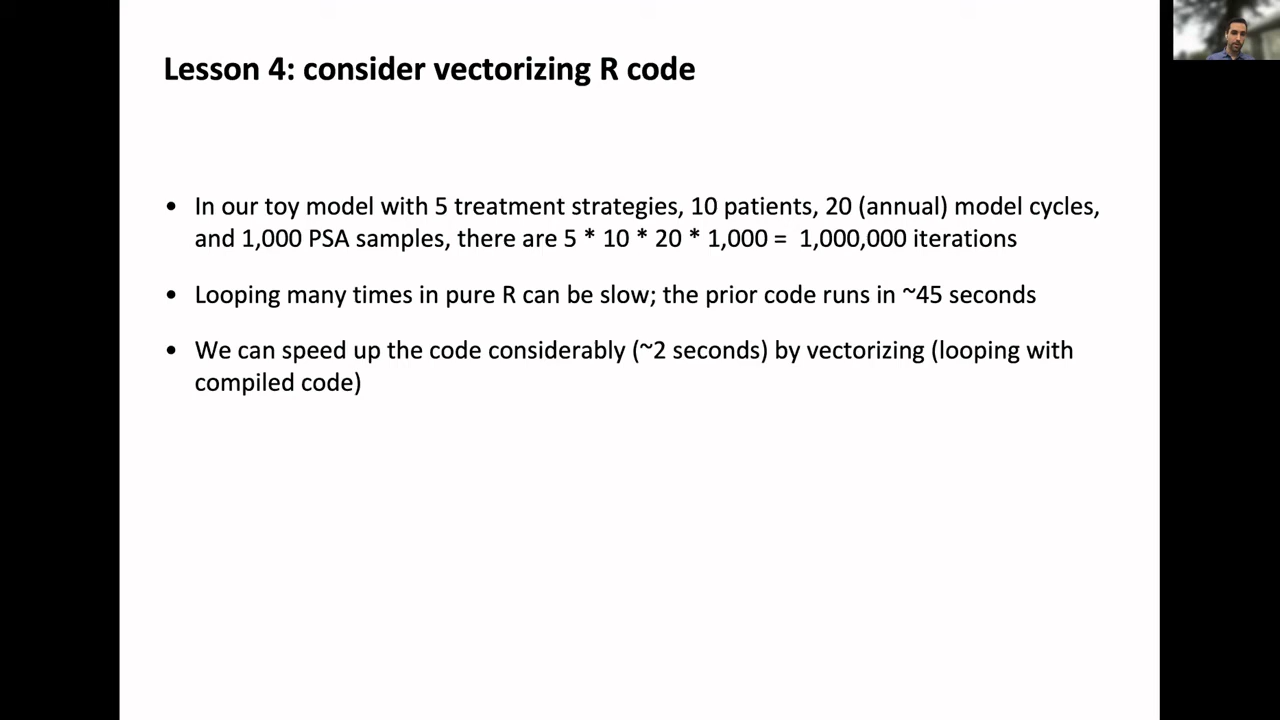 Lesson 4: consider vectorizing R code
• In our toy model with 5 treatment strategies, 10 patients, 20 (annual) model cycles,
and 1,000 PSA samples, there are 5 * 10 * 20 * 1,000 = 1,000,000 iterations
• Looping many times in pure R can be slow; the prior code runs in ~45 seconds
• We can speed up the code considerably (~2 seconds) by vectorizing (looping with
compiled code)